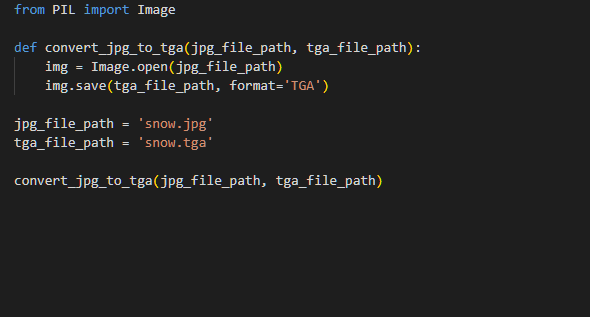 from PIL import Image
def convert_jpg_to_tga(jpg_file_path, tga_file_path):
    img = Image.open(jpg_file_path)
    img.save(tga_file_path, format='TGA')
jpg_file_path = 'snow.jpg'
tga_file_path = 'snow.tga'
convert_jpg_to_tga(jpg_file_path, tga_file_path)